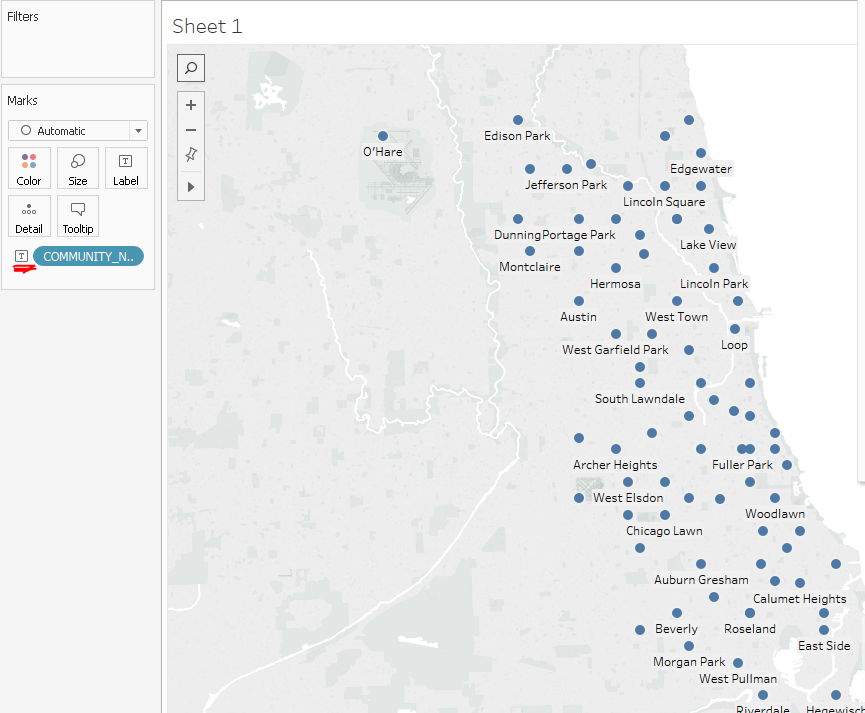 Filters
Marks
Automatic
Color
Size
Label
Detail
Tooltip
T
COMMUNITY_N..
Sheet 1
Edison Park
O'Hare
Edgewater
Jefferson Park
Lincoln Square
Dunning
Portage Park
Lake View
Montclaire
Hermosa
Lincoln Park
Austin
West Town
Loop
West Garfield Park
South Lawndale
Archer Heights
Fuller Park
West Elsdon
Woodlawn
Chicago Lawn
Auburn Gresham
Calumet Heights
Beverly
Roseland
East Side
Morgan Park
West Pullman
Riverdale
Hegewisch